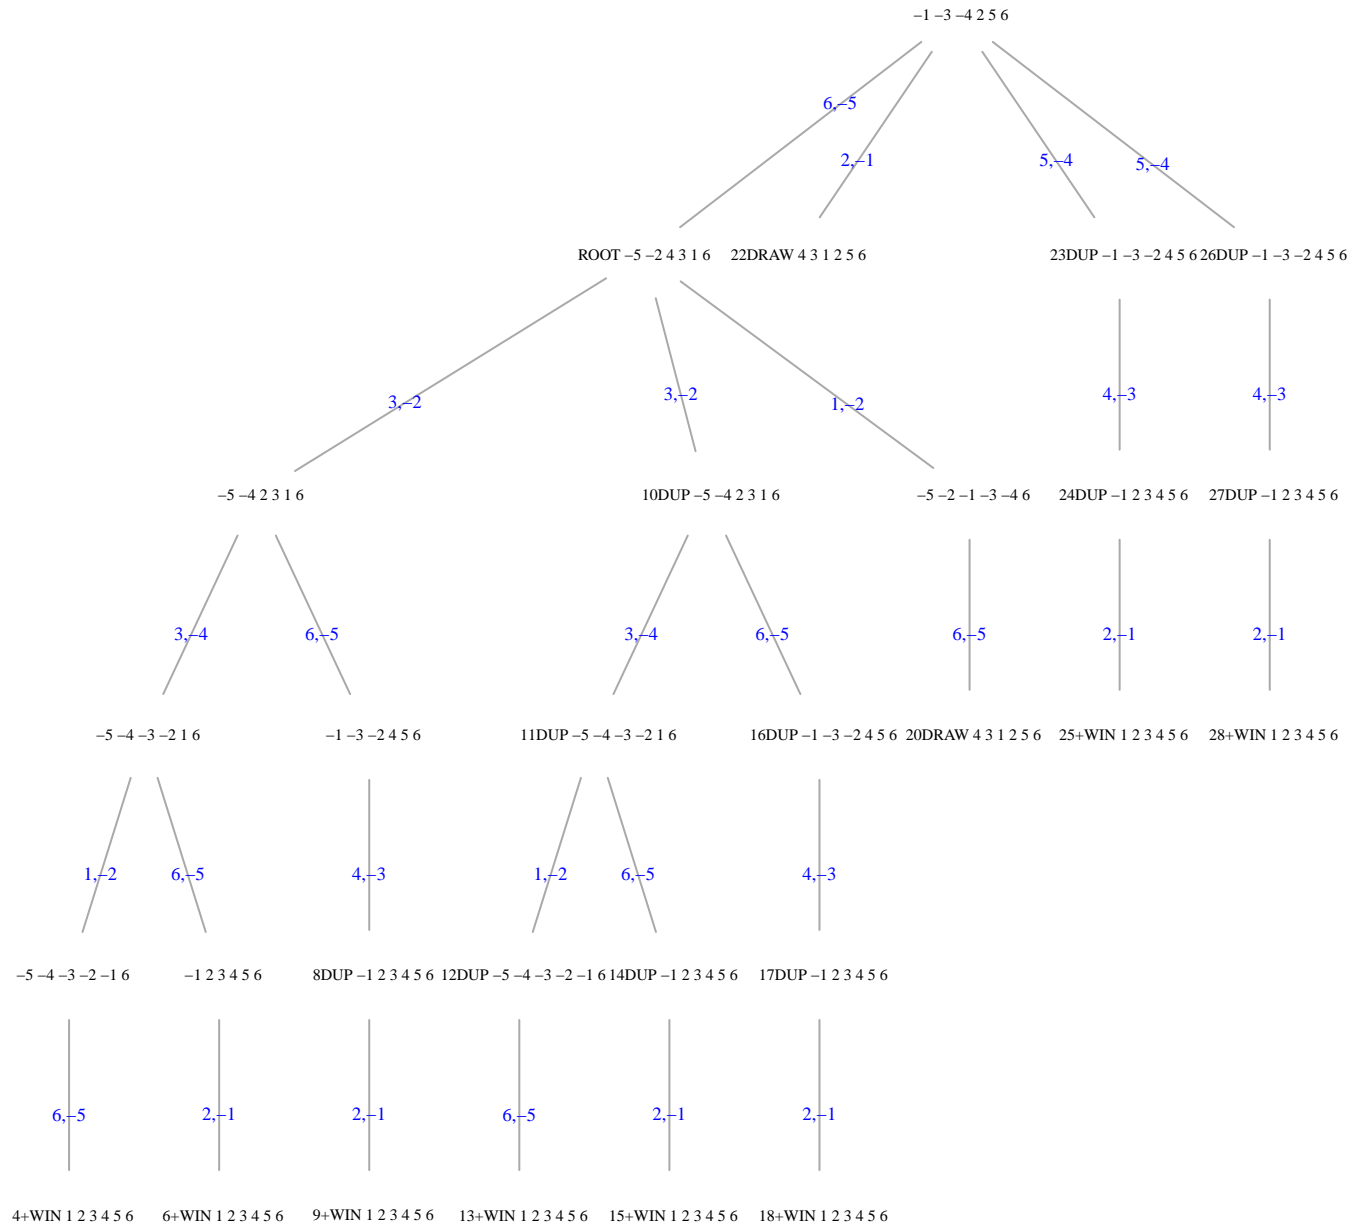 −1 −3 −4 2 5 6
6,−5
2,−1
5,−4
5,−4
ROOT −5 −2 4 3 1 6
22DRAW 4 3 1 2 5 6
23DUP −1 −3 −2 4 5 6
26DUP −1 −3 −2 4 5 6
3,−2
3,−2
1,−2
4,−3
4,−3
−5 −4 2 3 1 6
10DUP −5 −4 2 3 1 6
−5 −2 −1 −3 −4 6
24DUP −1 2 3 4 5 6
27DUP −1 2 3 4 5 6
3,−4
6,−5
3,−4
6,−5
6,−5
2,−1
2,−1
−5 −4 −3 −2 1 6
−1 −3 −2 4 5 6
11DUP −5 −4 −3 −2 1 6
16DUP −1 −3 −2 4 5 6
20DRAW 4 3 1 2 5 6
25+WIN 1 2 3 4 5 6
28+WIN 1 2 3 4 5 6
1,−2
6,−5
4,−3
1,−2
6,−5
4,−3
−5 −4 −3 −2 −1 6
−1 2 3 4 5 6
8DUP −1 2 3 4 5 6
12DUP −5 −4 −3 −2 −1 6
14DUP −1 2 3 4 5 6
17DUP −1 2 3 4 5 6
6,−5
2,−1
2,−1
6,−5
2,−1
2,−1
4+WIN 1 2 3 4 5 6
6+WIN 1 2 3 4 5 6
9+WIN 1 2 3 4 5 6
13+WIN 1 2 3 4 5 6
15+WIN 1 2 3 4 5 6
18+WIN 1 2 3 4 5 6